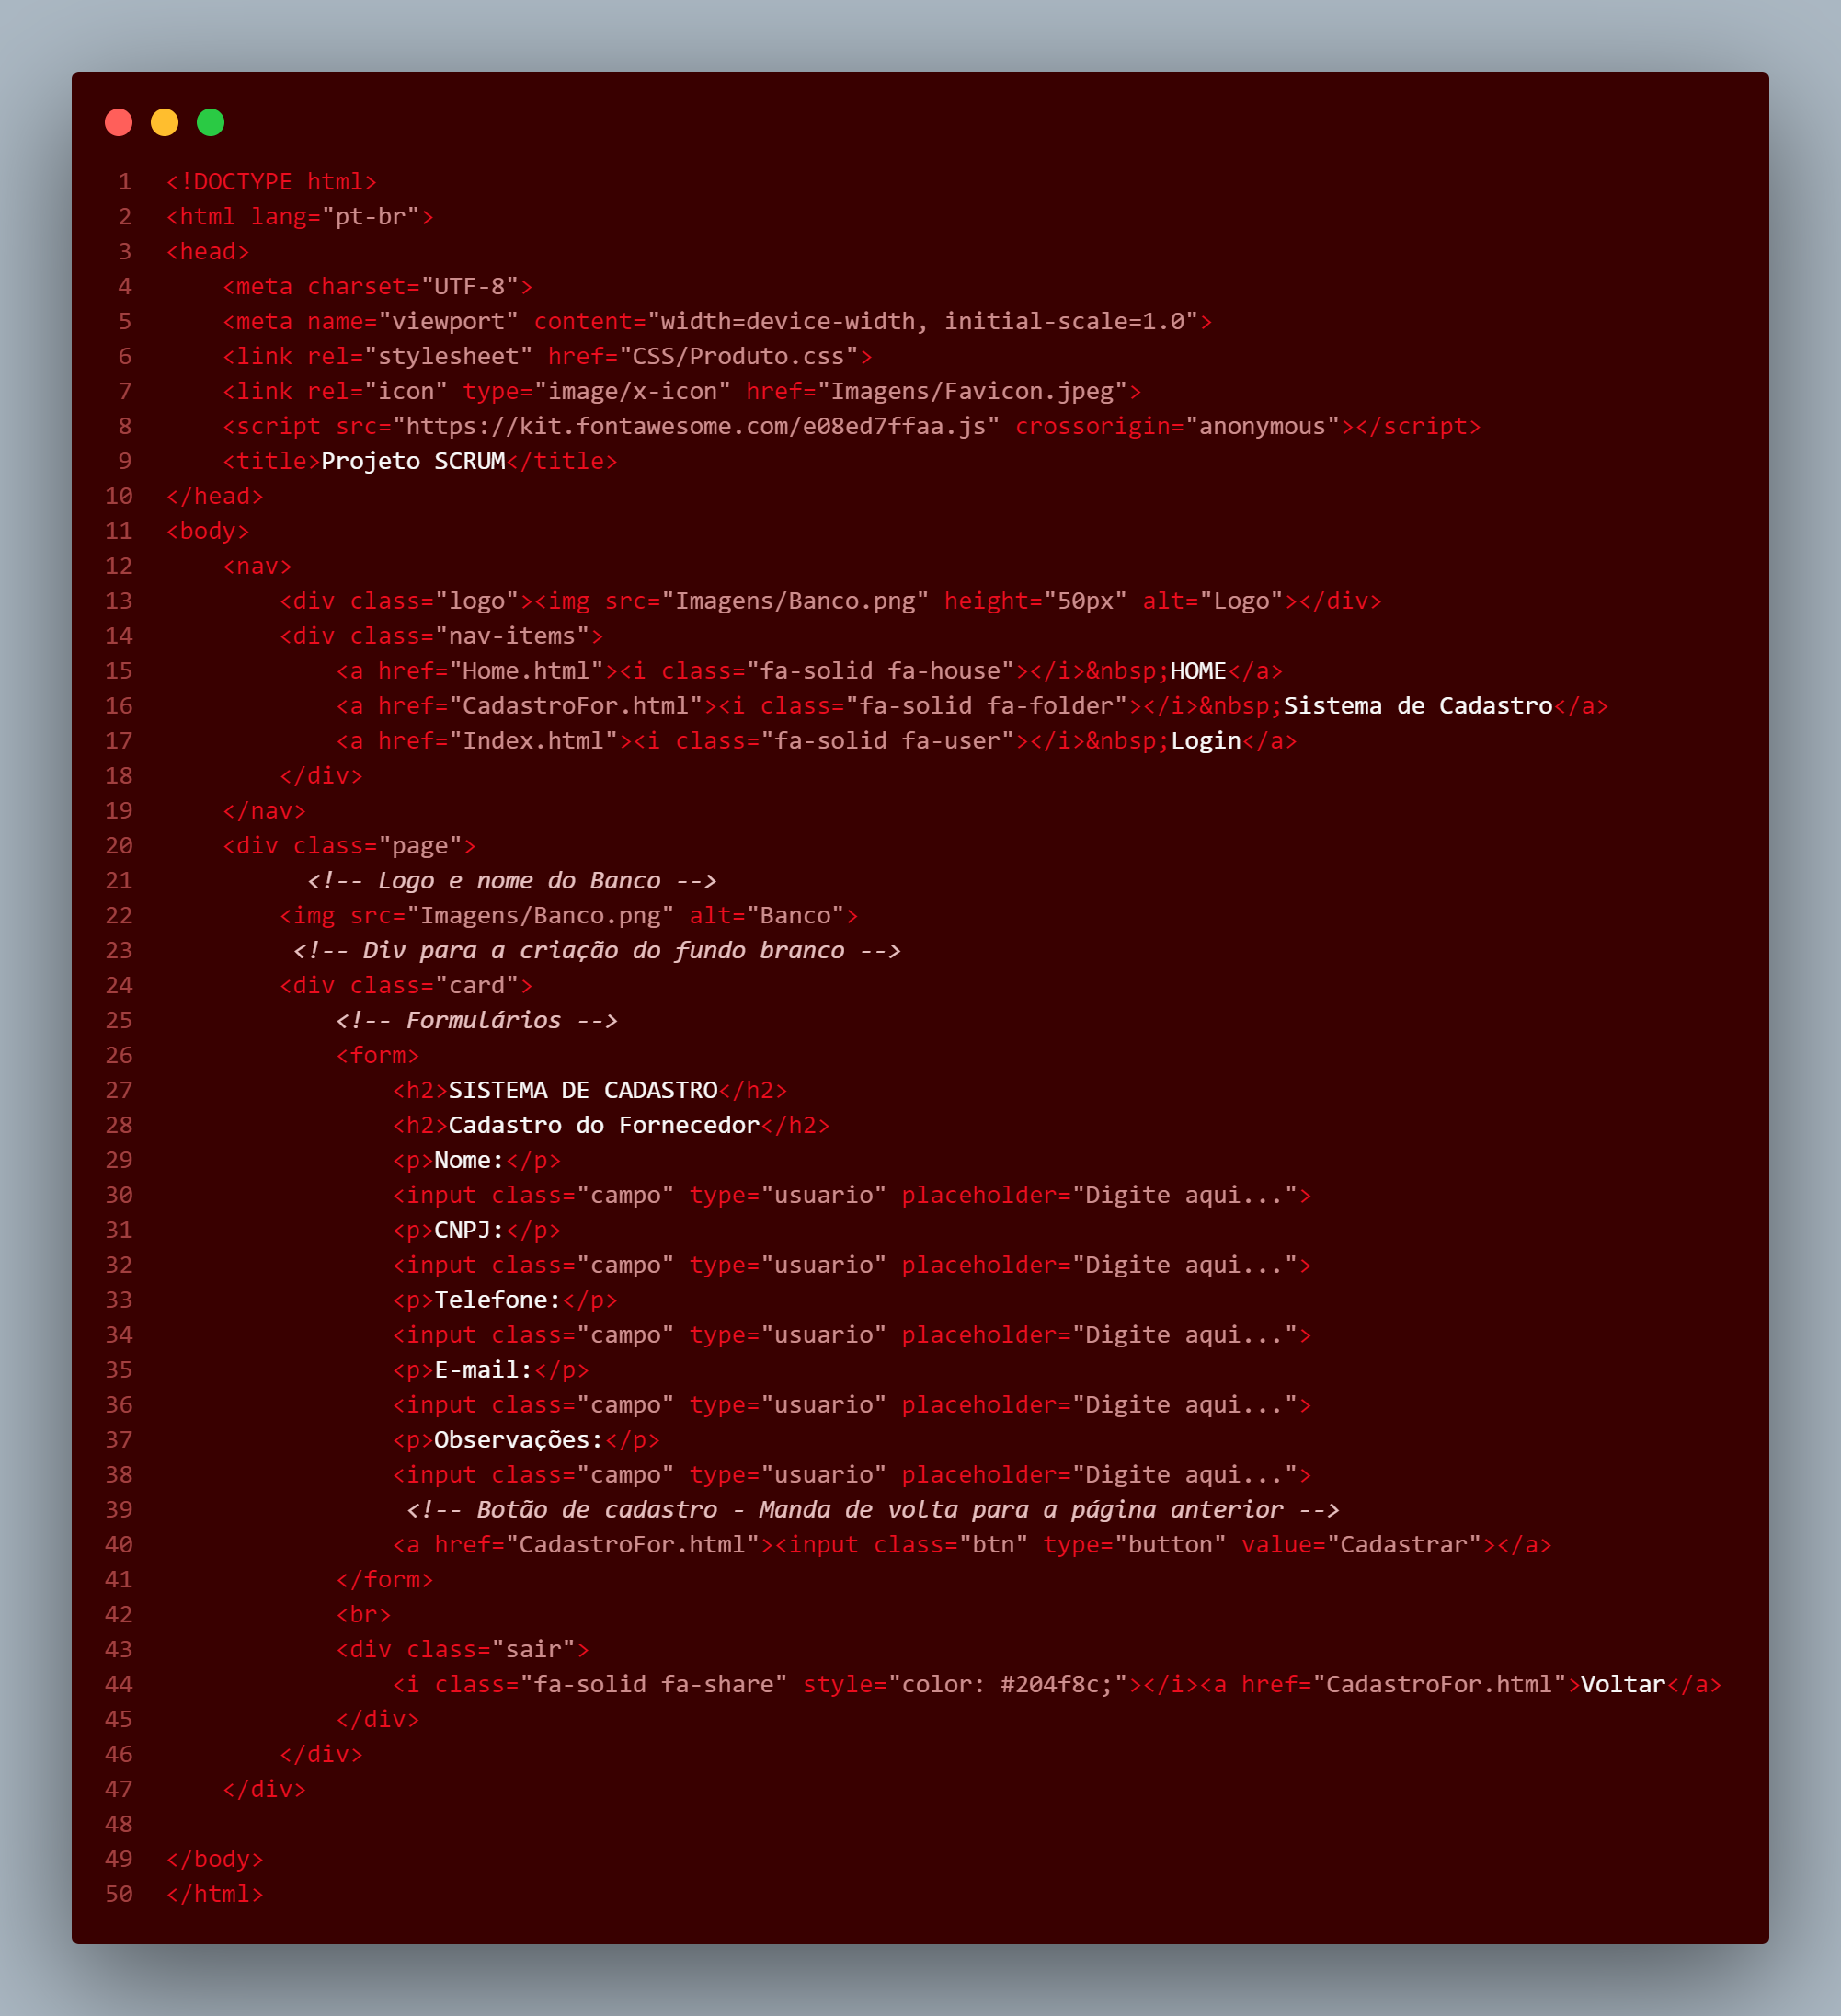 1 <!DOCTYPE html>
2 <html lang="pt-br">
3 <head>
4     <meta charset="UTF-8">
5     <meta name="viewport" content="width=device-width, initial-scale=1.0">
6     <link rel="stylesheet" href="CSS/Produto.css">
7     <link rel="icon" type="image/x-icon" href="Imagens/Favicon.jpeg">
8     <script src="https://kit.fontawesome.com/e08ed7ffaa.js" crossorigin="anonymous"></script>
9     <title>Projeto SCRUM</title>
10 </head>
11 <body>
12     <nav>
13         <div class="logo"><img src="Imagens/Banco.png" height="50px" alt="Logo"></div>
14         <div class="nav-items">
15             <a href="Home.html"><i class="fa-solid fa-house"></i>&nbsp;HOME</a>
16             <a href="CadastroFor.html"><i class="fa-solid fa-folder"></i>&nbsp;Sistema de Cadastro</a>
17             <a href="Index.html"><i class="fa-solid fa-user"></i>&nbsp;Login</a>
18         </div>
19     </nav>
20     <div class="page">
21           <!-- Logo e nome do Banco -->
22         <img src="Imagens/Banco.png" alt="Banco">
23          <!-- Div para a criação do fundo branco -->
24         <div class="card">
25             <!-- Formulários -->
26             <form>
27                 <h2>SISTEMA DE CADASTRO</h2>
28                 <h2>Cadastro do Fornecedor</h2>
29                 <p>Nome:</p>
30                 <input class="campo" type="usuario" placeholder="Digite aqui...">
31                 <p>CNPJ:</p>
32                 <input class="campo" type="usuario" placeholder="Digite aqui...">
33                 <p>Telefone:</p>
34                 <input class="campo" type="usuario" placeholder="Digite aqui...">
35                 <p>E-mail:</p>
36                 <input class="campo" type="usuario" placeholder="Digite aqui...">
37                 <p>Observações:</p>
38                 <input class="campo" type="usuario" placeholder="Digite aqui...">
39                  <!-- Botão de cadastro - Manda de volta para a página anterior -->
40                 <a href="CadastroFor.html"><input class="btn" type="button" value="Cadastrar"></a>
41             </form>
42             <br>
43             <div class="sair">
44                 <i class="fa-solid fa-share" style="color: #204f8c;"></i><a href="CadastroFor.html">Voltar</a>
45             </div>
46         </div>
47     </div>
48
49 </body>
50 </html>